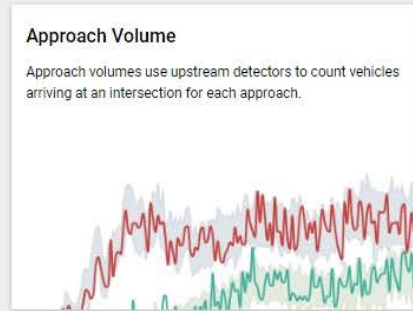 Approach Volume
Approach volumes use upstream detectors to count vehicles
arriving at an intersection for each approach.